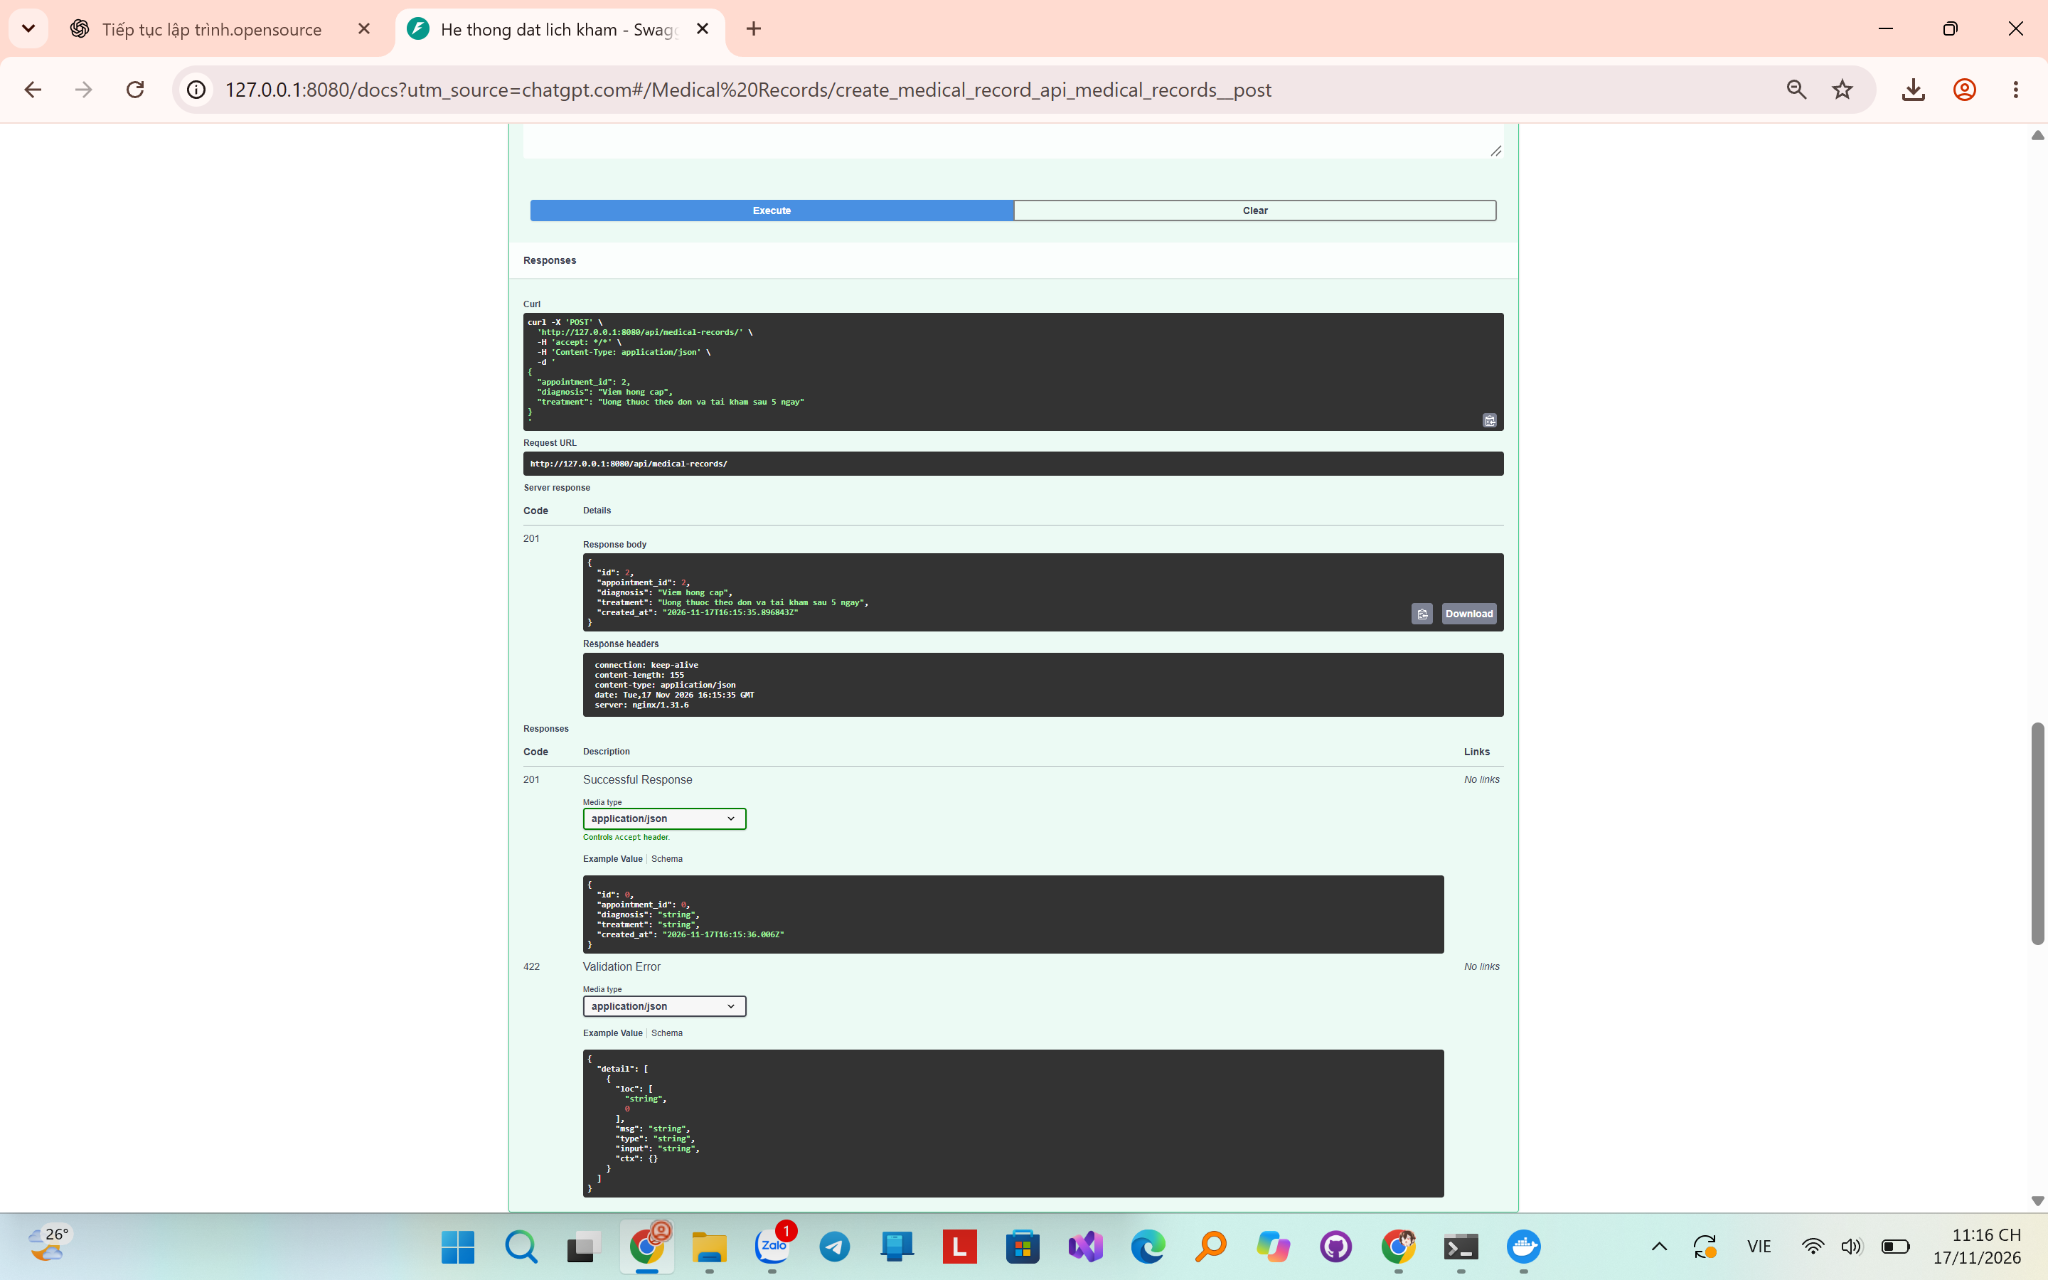 Tiếp tục lập trình.opensource
He thong dat lich kham - Swag
127.0.0.1:8080/docs?utm_source=chatgpt.com#/Medical%20Records/create_medical_record_api_medical_records__post
Execute
Clear
Responses
Curl
curl -X 'POST' \
'http://127.0.0.1:8080/api/medical-records/' \
-H 'accept: */*' \
-H 'Content-Type: application/json' \
-d '
{
"appointment_id": 2,
"diagnosis": "Viem hong cap",
"treatment": "Uong thuoc theo don va tai kham sau 5 ngay"
}
'
Request URL
http://127.0.0.1:8080/api/medical-records/
Server response
Code Details
201
Response body
{
"id": 2,
"appointment_id": 2,
"diagnosis": "Viem hong cap",
"treatment": "Uong thuoc theo don va tai kham sau 5 ngay",
"created_at": "2026-11-17T16:15:35.896843Z"
}
Download
Response headers
connection: keep-alive
content-length: 155
content-type: application/json
date: Tue,17 Nov 2026 16:15:35 GMT
server: nginx/1.31.6
Responses
Code Description Links
201 Successful Response No links
Media type
application/json
Controls Accept header.
Example Value Schema
{
"id": 0,
"appointment_id": 0,
"diagnosis": "string",
"treatment": "string",
"created_at": "2026-11-17T16:15:36.006Z"
}
422 Validation Error No links
Media type
application/json
Example Value Schema
{
"detail": [
{
"loc": [
"string",
0
],
"msg": "string",
"type": "string",
"input": "string",
"ctx": {}
}
]
}
26°
Zalo
1
L
VIE
11:16 CH
17/11/2026